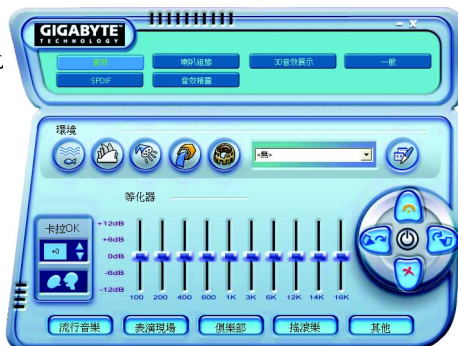 GIGABYTE™
TECHNOLOGY
音效
喇叭組態
3D音效展示
一般
SPDIF
音效精靈
環境
<無>
等化器
卡拉OK
+0
+12dB
+6dB
0dB
-6dB
-12dB
100 200 400 600 1K 3K 6K 12K 14K 16K
流行音樂
表演現場
俱樂部
搖滾樂
其他